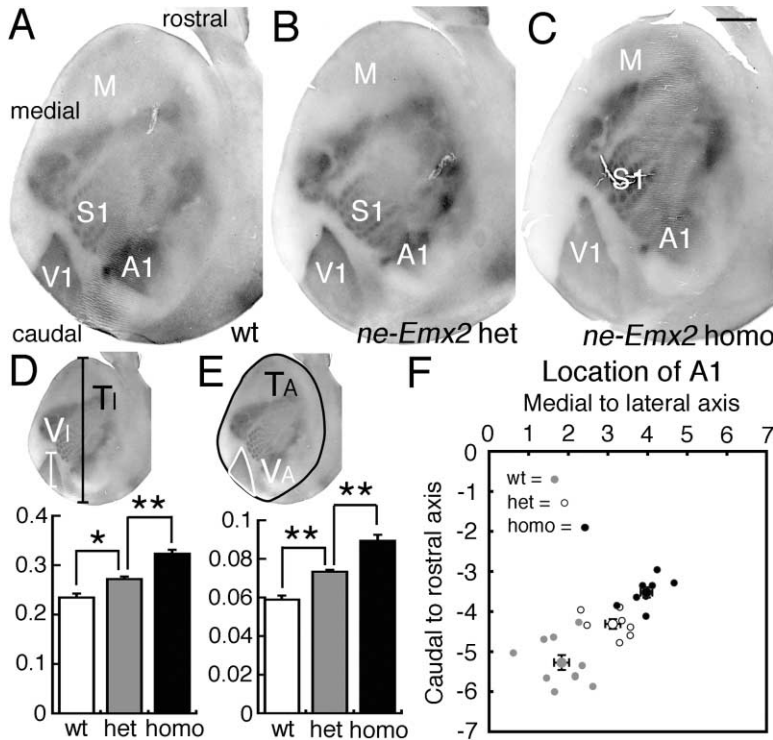 A
rostral
M
medial
S1
V1
A1
caudal
wt
B
M
S1
V1
A1
ne-Emx2 het
C
M
S1
V1
A1
ne-Emx2 homo
D
TI
VI
*
**
0.4
0.3
0.2
0.1
0
wt het homo
E
TA
VA
**
**
0.1
0.08
0.06
0.04
0.02
0
wt het homo
F
Location of A1
Medial to lateral axis
0 1 2 3 4 5 6 7
Caudal to rostral axis
0
-1
-2
-3
-4
-5
-6
-7
wt =
het =
homo =